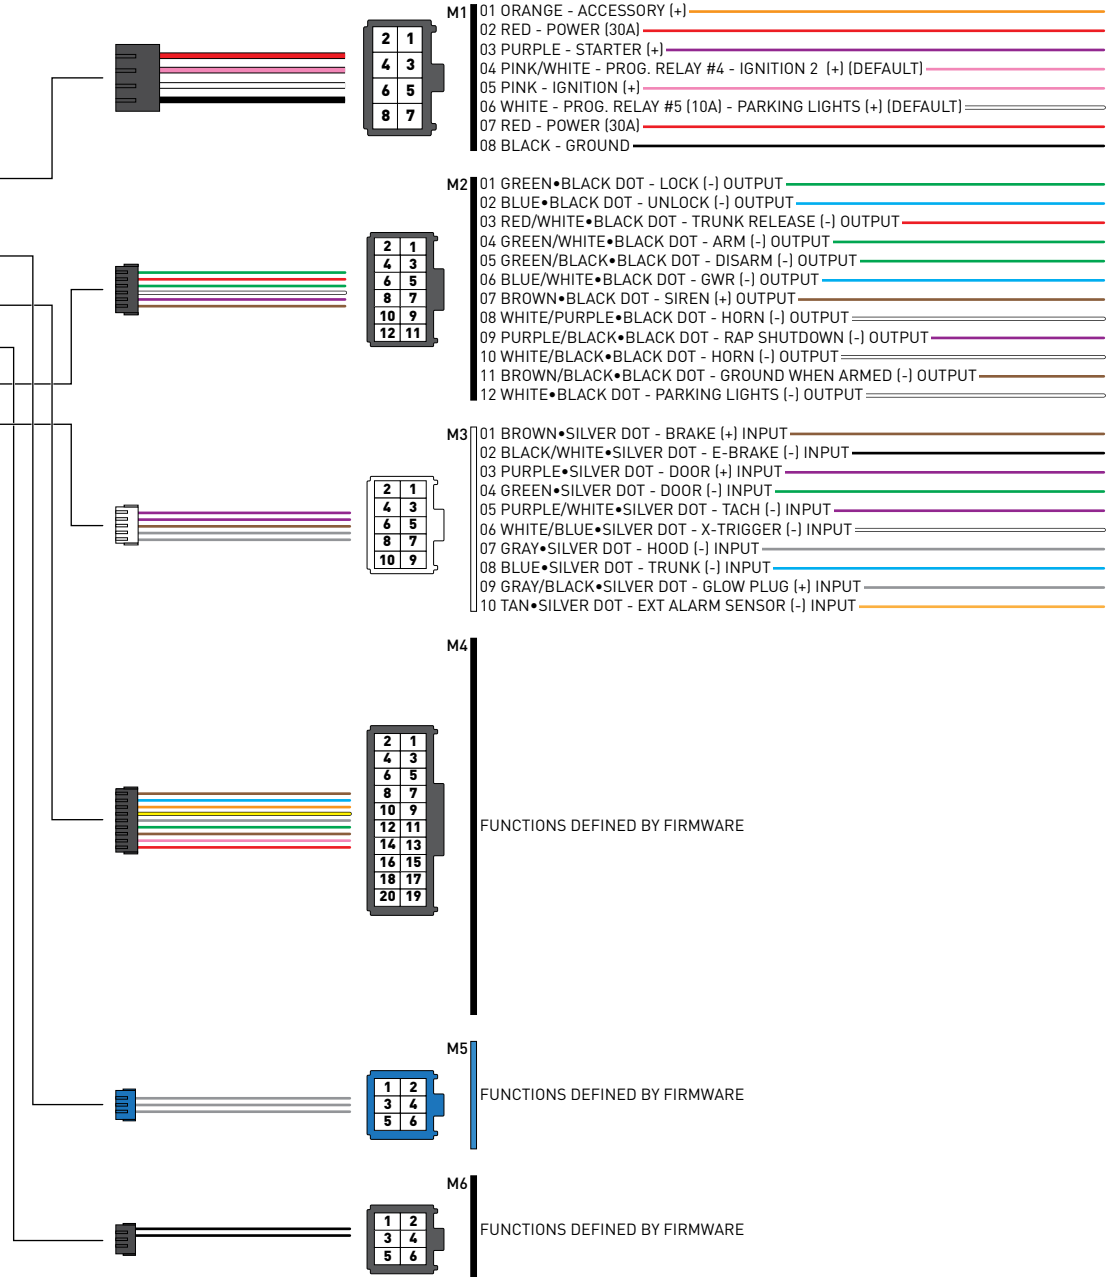 M1
01 ORANGE - ACCESSORY (+)
02 RED - POWER (30A)
03 PURPLE - STARTER (+)
04 PINK/WHITE - PROG. RELAY #4 - IGNITION 2 (+) (DEFAULT)
05 PINK - IGNITION (+)
06 WHITE - PROG. RELAY #5 (10A) - PARKING LIGHTS (+) (DEFAULT)
07 RED - POWER (30A)
08 BLACK - GROUND
2 1
4 3
6 5
8 7
M2
01 GREEN•BLACK DOT - LOCK (-) OUTPUT
02 BLUE•BLACK DOT - UNLOCK (-) OUTPUT
03 RED/WHITE•BLACK DOT - TRUNK RELEASE (-) OUTPUT
04 GREEN/WHITE•BLACK DOT - ARM (-) OUTPUT
05 GREEN/BLACK•BLACK DOT - DISARM (-) OUTPUT
06 BLUE/WHITE•BLACK DOT - GWR (-) OUTPUT
07 BROWN•BLACK DOT - SIREN (+) OUTPUT
08 WHITE/PURPLE•BLACK DOT - HORN (-) OUTPUT
09 PURPLE/BLACK•BLACK DOT - RAP SHUTDOWN (-) OUTPUT
10 WHITE/BLACK•BLACK DOT - HORN (-) OUTPUT
11 BROWN/BLACK•BLACK DOT - GROUND WHEN ARMED (-) OUTPUT
12 WHITE•BLACK DOT - PARKING LIGHTS (-) OUTPUT
2 1
4 3
6 5
8 7
10 9
12 11
M3
01 BROWN•SILVER DOT - BRAKE (+) INPUT
02 BLACK/WHITE•SILVER DOT - E-BRAKE (-) INPUT
03 PURPLE•SILVER DOT - DOOR (+) INPUT
04 GREEN•SILVER DOT - DOOR (-) INPUT
05 PURPLE/WHITE•SILVER DOT - TACH (-) INPUT
06 WHITE/BLUE•SILVER DOT - X-TRIGGER (-) INPUT
07 GRAY•SILVER DOT - HOOD (-) INPUT
08 BLUE•SILVER DOT - TRUNK (-) INPUT
09 GRAY/BLACK•SILVER DOT - GLOW PLUG (+) INPUT
10 TAN•SILVER DOT - EXT ALARM SENSOR (-) INPUT
2 1
4 3
6 5
8 7
10 9
M4
2 1
4 3
6 5
8 7
10 9
12 11
14 13
16 15
18 17
20 19
FUNCTIONS DEFINED BY FIRMWARE
M5
1 2
3 4
5 6
FUNCTIONS DEFINED BY FIRMWARE
M6
1 2
3 4
5 6
FUNCTIONS DEFINED BY FIRMWARE